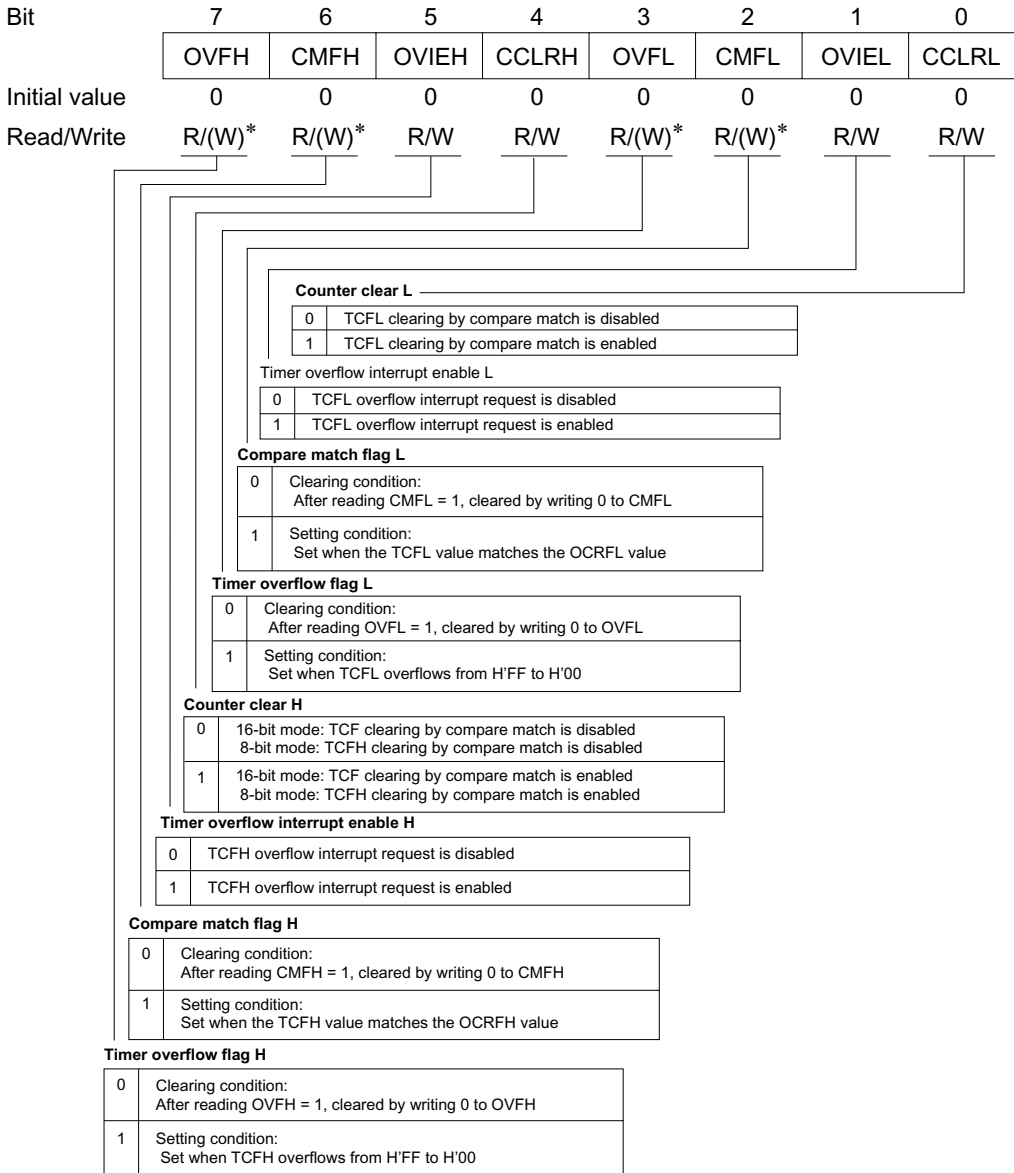 Bit 7 6 5 4 3 2 1 0
OVFH CMFH OVIEH CCLRH OVFL CMFL OVIEL CCLRL
Initial value 0 0 0 0 0 0 0 0
Read/Write R/(W)* R/(W)* R/W R/W R/(W)* R/(W)* R/W R/W
Counter clear L
0 TCFL clearing by compare match is disabled
1 TCFL clearing by compare match is enabled
Timer overflow interrupt enable L
0 TCFL overflow interrupt request is disabled
1 TCFL overflow interrupt request is enabled
Compare match flag L
0 Clearing condition:
After reading CMFL = 1, cleared by writing 0 to CMFL
1 Setting condition:
Set when the TCFL value matches the OCRFL value
Timer overflow flag L
0 Clearing condition:
After reading OVFL = 1, cleared by writing 0 to OVFL
1 Setting condition:
Set when TCFL overflows from H'FF to H'00
Counter clear H
0 16-bit mode: TCF clearing by compare match is disabled
8-bit mode: TCFH clearing by compare match is disabled
1 16-bit mode: TCF clearing by compare match is enabled
8-bit mode: TCFH clearing by compare match is enabled
Timer overflow interrupt enable H
0 TCFH overflow interrupt request is disabled
1 TCFH overflow interrupt request is enabled
Compare match flag H
0 Clearing condition:
After reading CMFH = 1, cleared by writing 0 to CMFH
1 Setting condition:
Set when the TCFH value matches the OCRFH value
Timer overflow flag H
0 Clearing condition:
After reading OVFH = 1, cleared by writing 0 to OVFH
1 Setting condition:
Set when TCFH overflows from H'FF to H'00